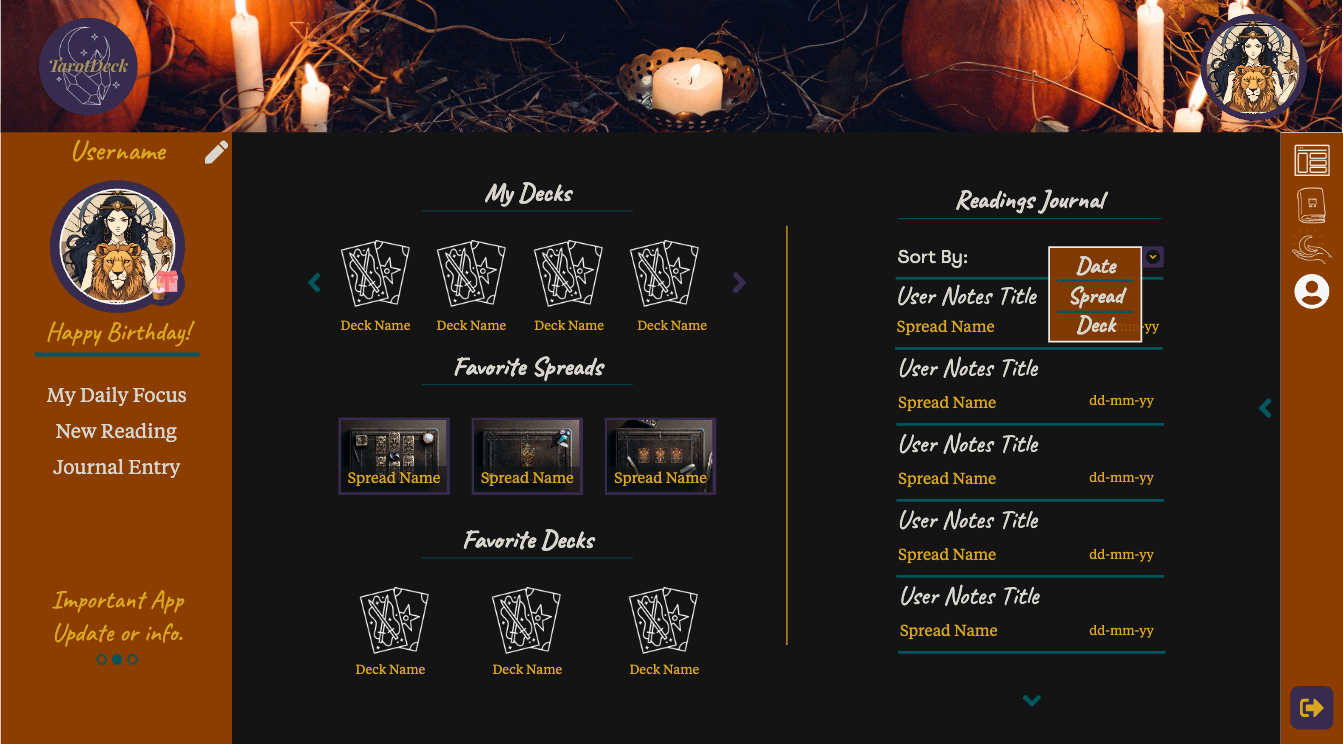 TarotDeck
Username
Happy Birthday!
My Daily Focus
New Reading
Journal Entry
Important App
Update or info.
My Decks
Deck Name
Deck Name
Deck Name
Deck Name
Favorite Spreads
Spread Name
Spread Name
Spread Name
Favorite Decks
Deck Name
Deck Name
Deck Name
Readings Journal
Sort By:
Date
Spread
Deck
User Notes Title
Spread Name
mm-yy
User Notes Title
Spread Name dd-mm-yy
User Notes Title
Spread Name dd-mm-yy
User Notes Title
Spread Name dd-mm-yy
User Notes Title
Spread Name dd-mm-yy